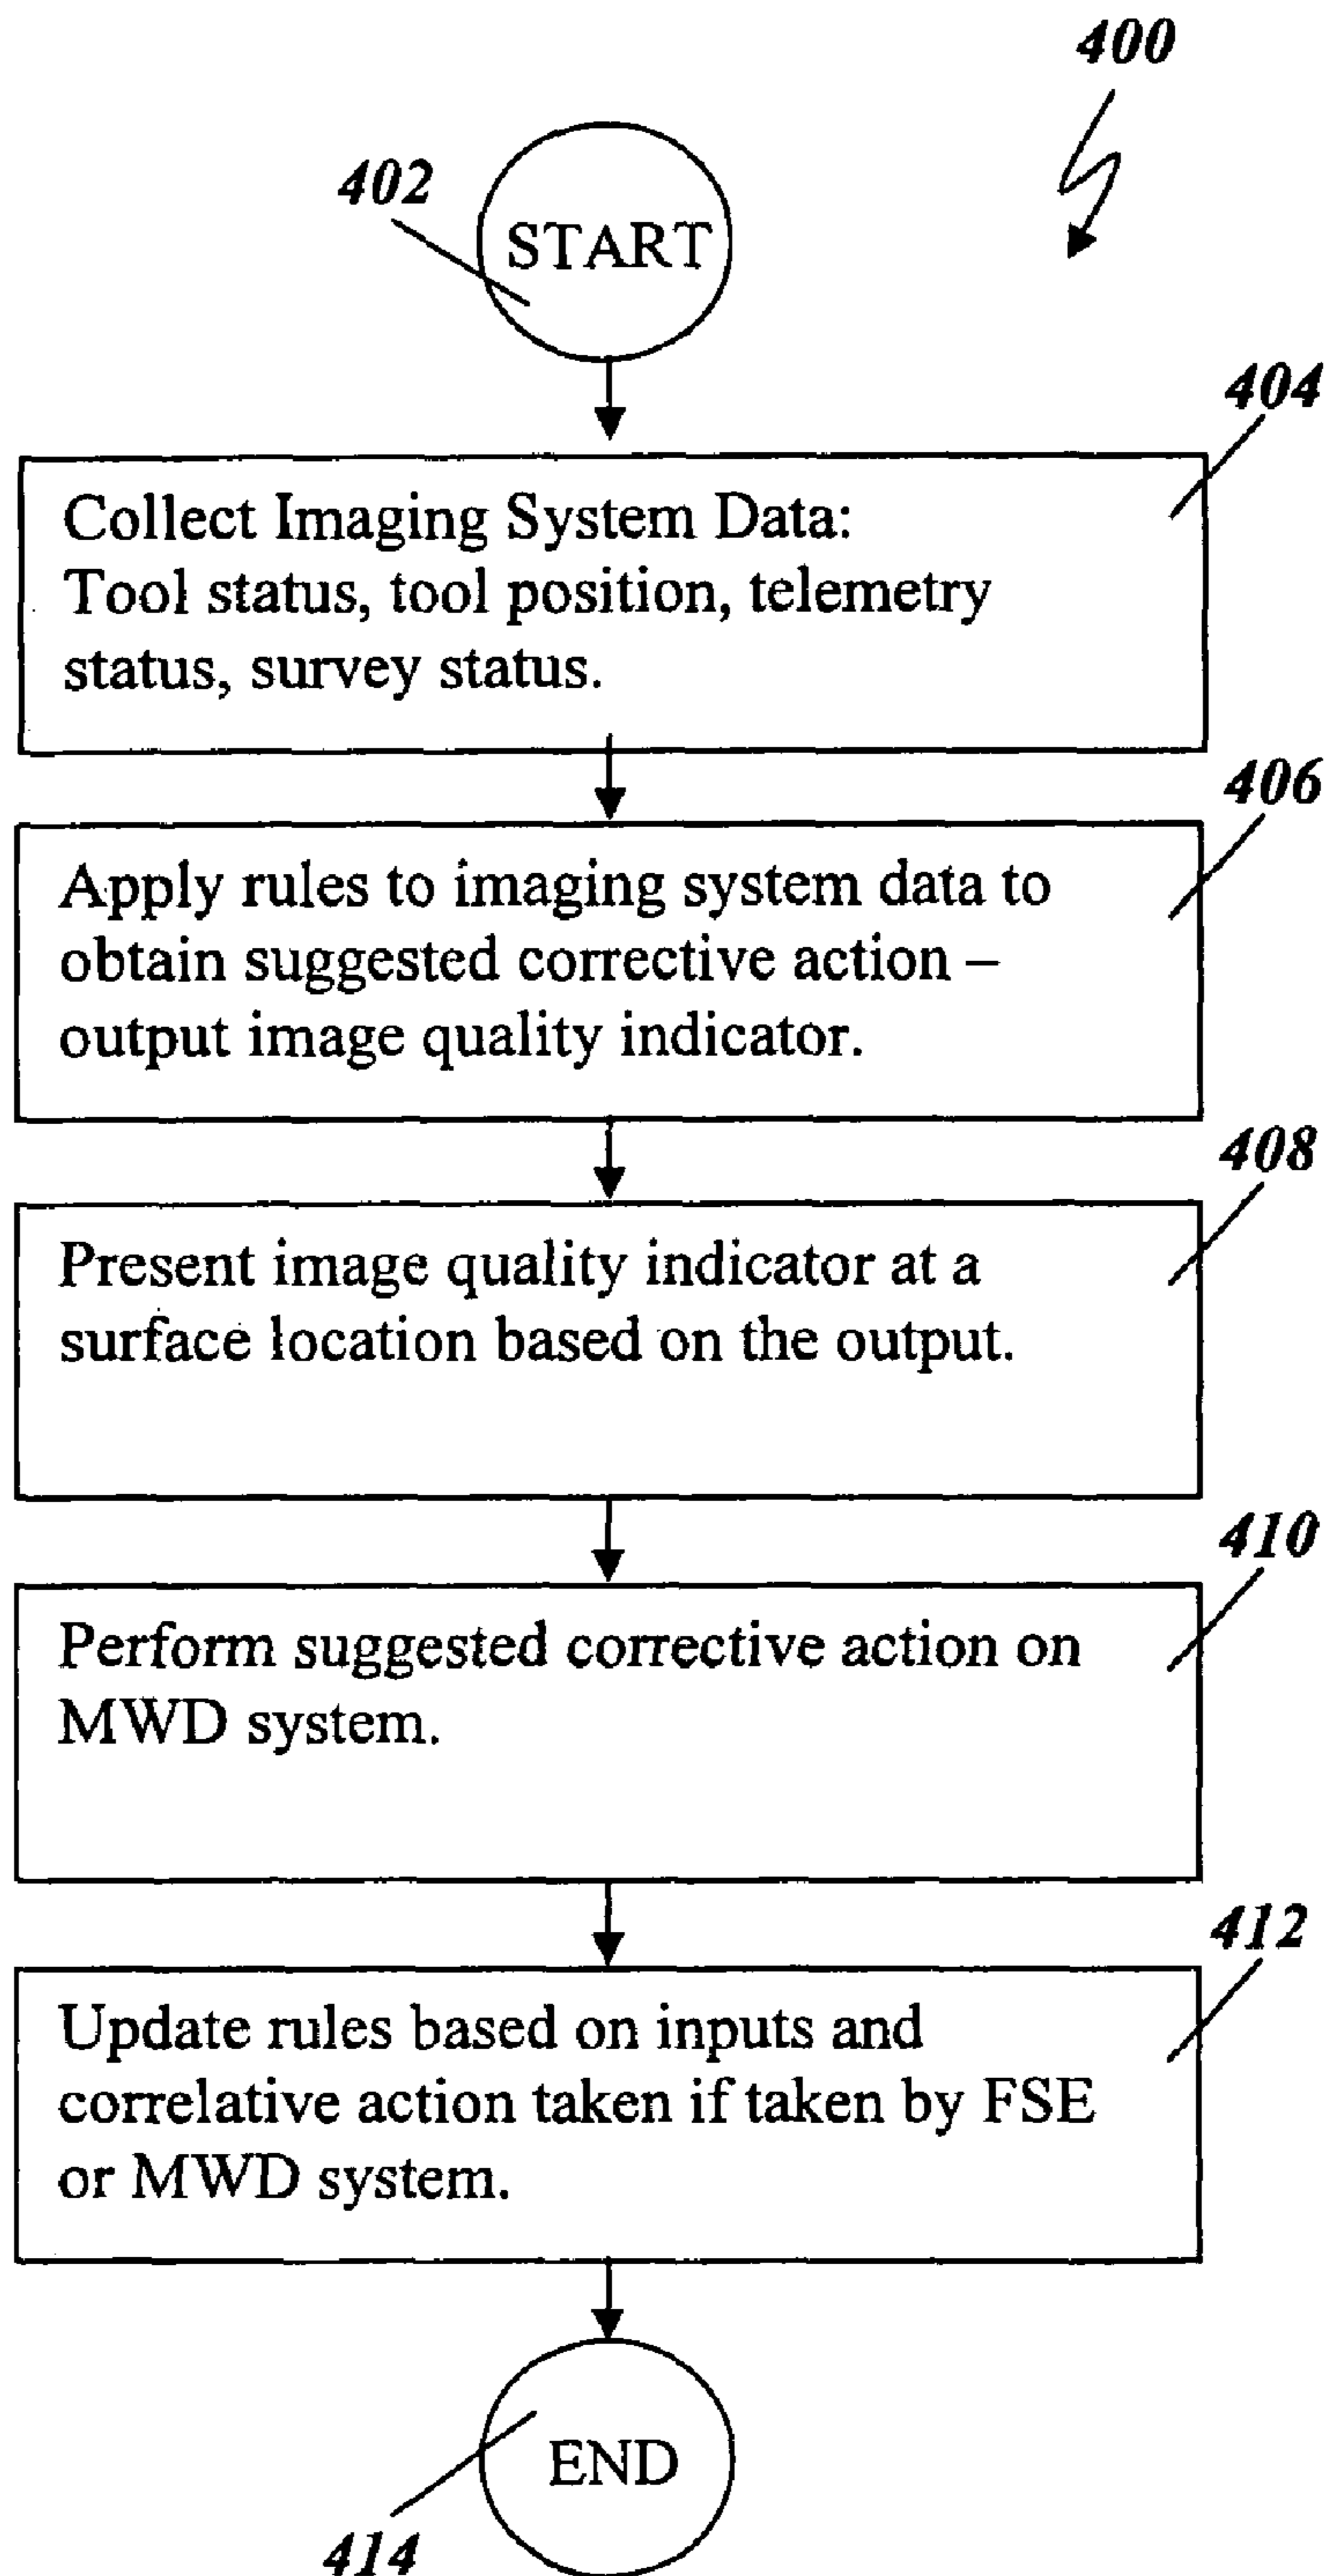 400
402
START
404
Collect Imaging System Data:
Tool status, tool position, telemetry
status, survey status.
406
Apply rules to imaging system data to
obtain suggested corrective action –
output image quality indicator.
408
Present image quality indicator at a
surface location based on the output.
410
Perform suggested corrective action on
MWD system.
412
Update rules based on inputs and
correlative action taken if taken by FSE
or MWD system.
END
414